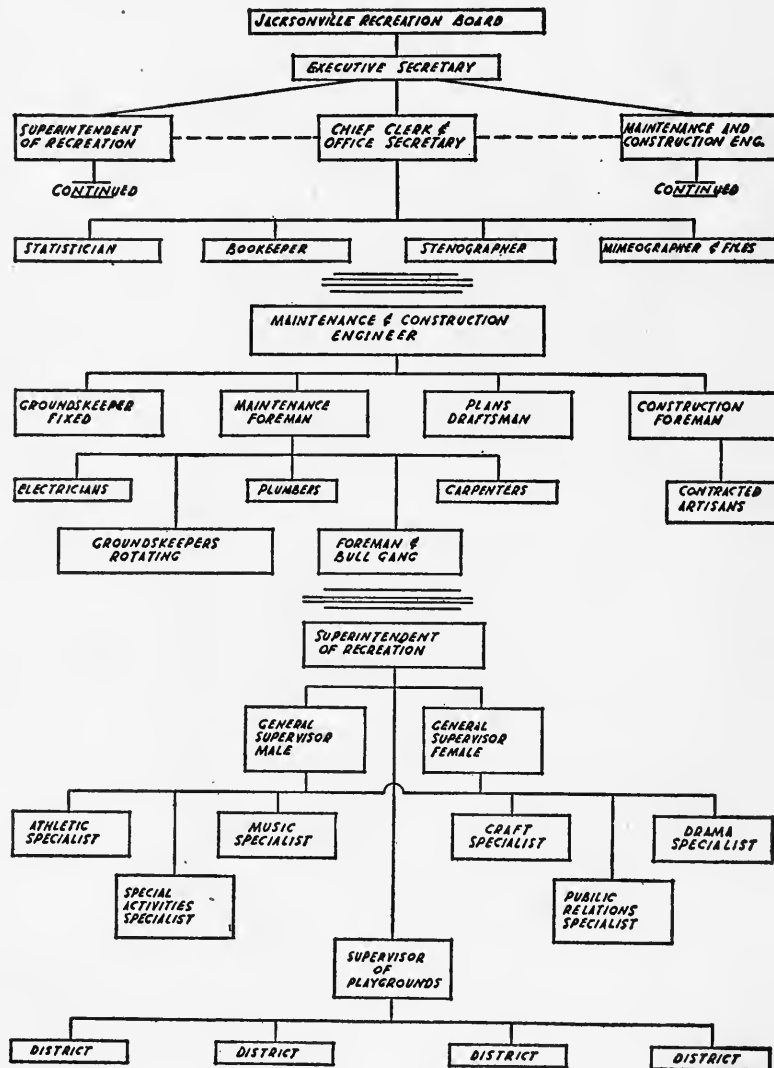 JACKSONVILLE RECREATION BOARD
EXECUTIVE SECRETARY
SUPERINTENDENT
OF RECREATION
CHIEF CLERK &
OFFICE SECRETARY
MAINTENANCE AND
CONSTRUCTION ENG.
CONTINUED
CONTINUED
STATISTICIAN
BOOKEEPER
STENOGRAPHER
MIMEOGRAPHER & FILES
MAINTENANCE & CONSTRUCTION
ENGINEER
GROUNDSKEEPER
FIXED
MAINTENANCE
FOREMAN
PLANS
DRAFTSMAN
CONSTRUCTION
FOREMAN
ELECTRICIANS
PLUMBERS
CARPENTERS
CONTRACTED
ARTISANS
GROUNDSKEEPERS
ROTATING
FOREMAN &
BULL GANG
SUPERINTENDENT
OF RECREATION
GENERAL
SUPERVISOR
MALE
GENERAL
SUPERVISOR
FEMALE
ATHLETIC
SPECIALIST
MUSIC
SPECIALIST
CRAFT
SPECIALIST
DRAMA
SPECIALIST
SPECIAL
ACTIVITIES
SPECIALIST
PUBLIC
RELATIONS
SPECIALIST
SUPERVISOR
OF
PLAYGROUNDS
DISTRICT
DISTRICT
DISTRICT
DISTRICT